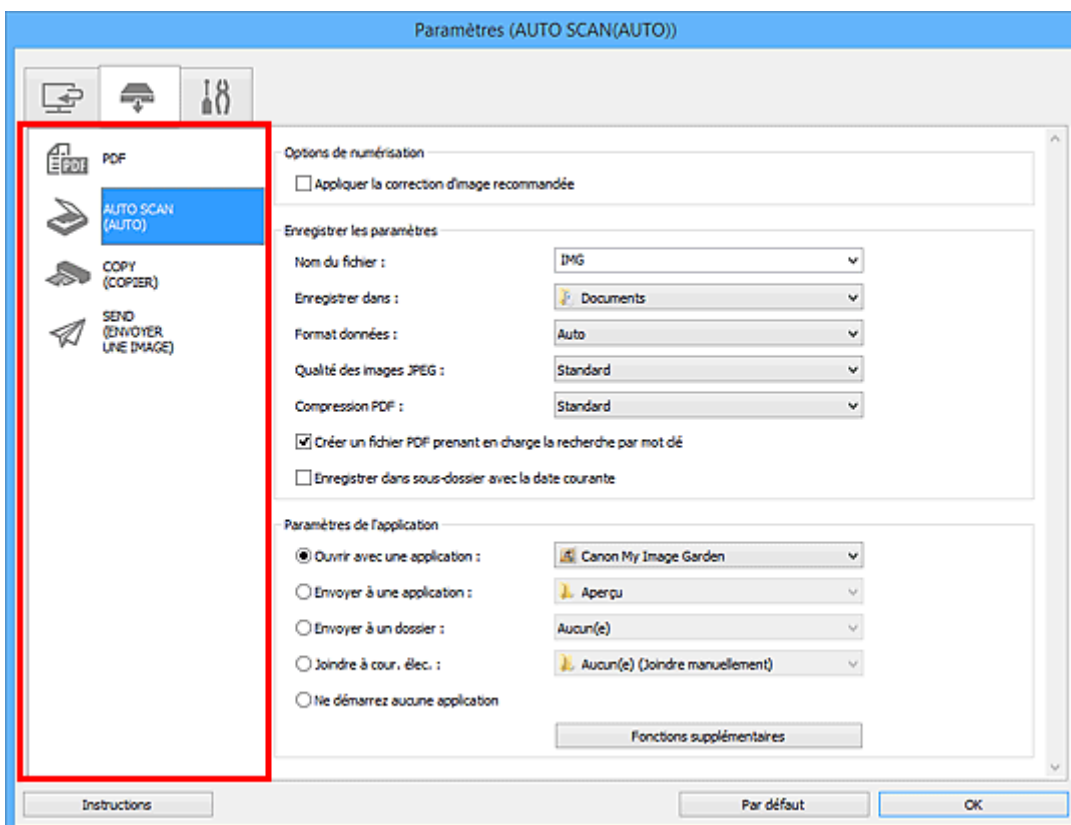 Paramètres (AUTO SCAN(AUTO))
PDF
PDF
AUTO SCAN
(AUTO)
COPY
(COPIER)
SEND
(ENVOYER
UNE IMAGE)
Options de numérisation
Appliquer la correction d'image recommandée
Enregistrer les paramètres
Nom du fichier : IMG
Enregistrer dans : Documents
Format données : Auto
Qualité des images JPEG : Standard
Compression PDF : Standard
Créer un fichier PDF prenant en charge la recherche par mot clé
Enregistrer dans sous-dossier avec la date courante
Paramètres de l'application
Ouvrir avec une application : Canon My Image Garden
Envoyer à une application : Aperçu
Envoyer à un dossier : Aucun(e)
Joindre à cour. élec. : Aucun(e) (Joindre manuellement)
Ne démarrez aucune application
Fonctions supplémentaires
Instructions Par défaut OK